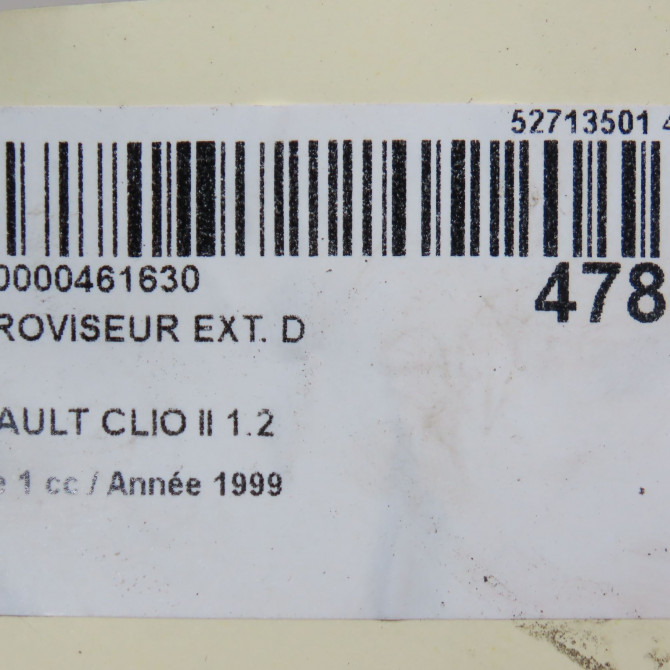 52713501 4
0000461630
478
ROVISEUR EXT. D
AULT CLIO II 1.2
e 1 cc / Année 1999